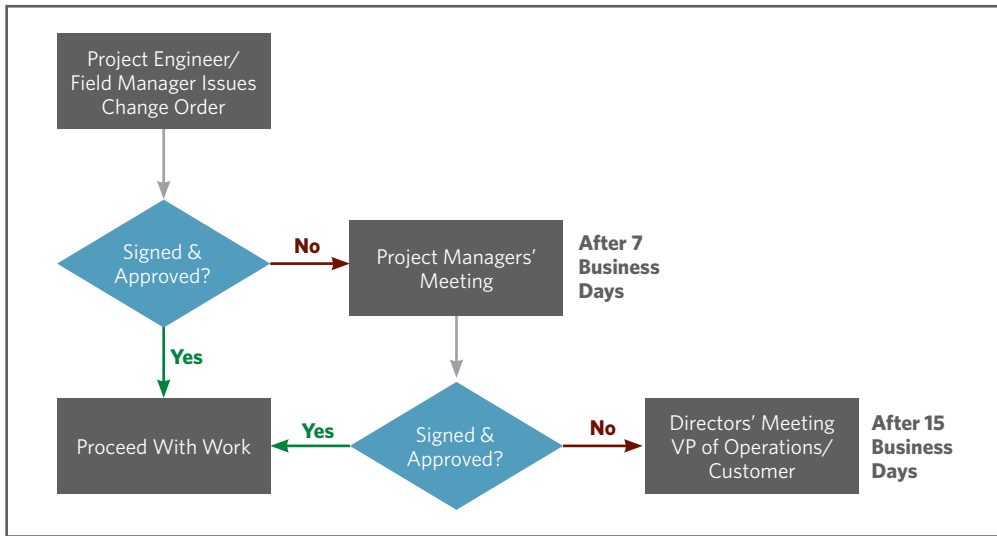 Project Engineer/
Field Manager Issues
Change Order
Signed &
Approved?
No
Project Managers’
Meeting
After 7
Business
Days
Yes
Proceed With Work
Yes
Signed &
Approved?
No
Directors’ Meeting
VP of Operations/
Customer
After 15
Business
Days